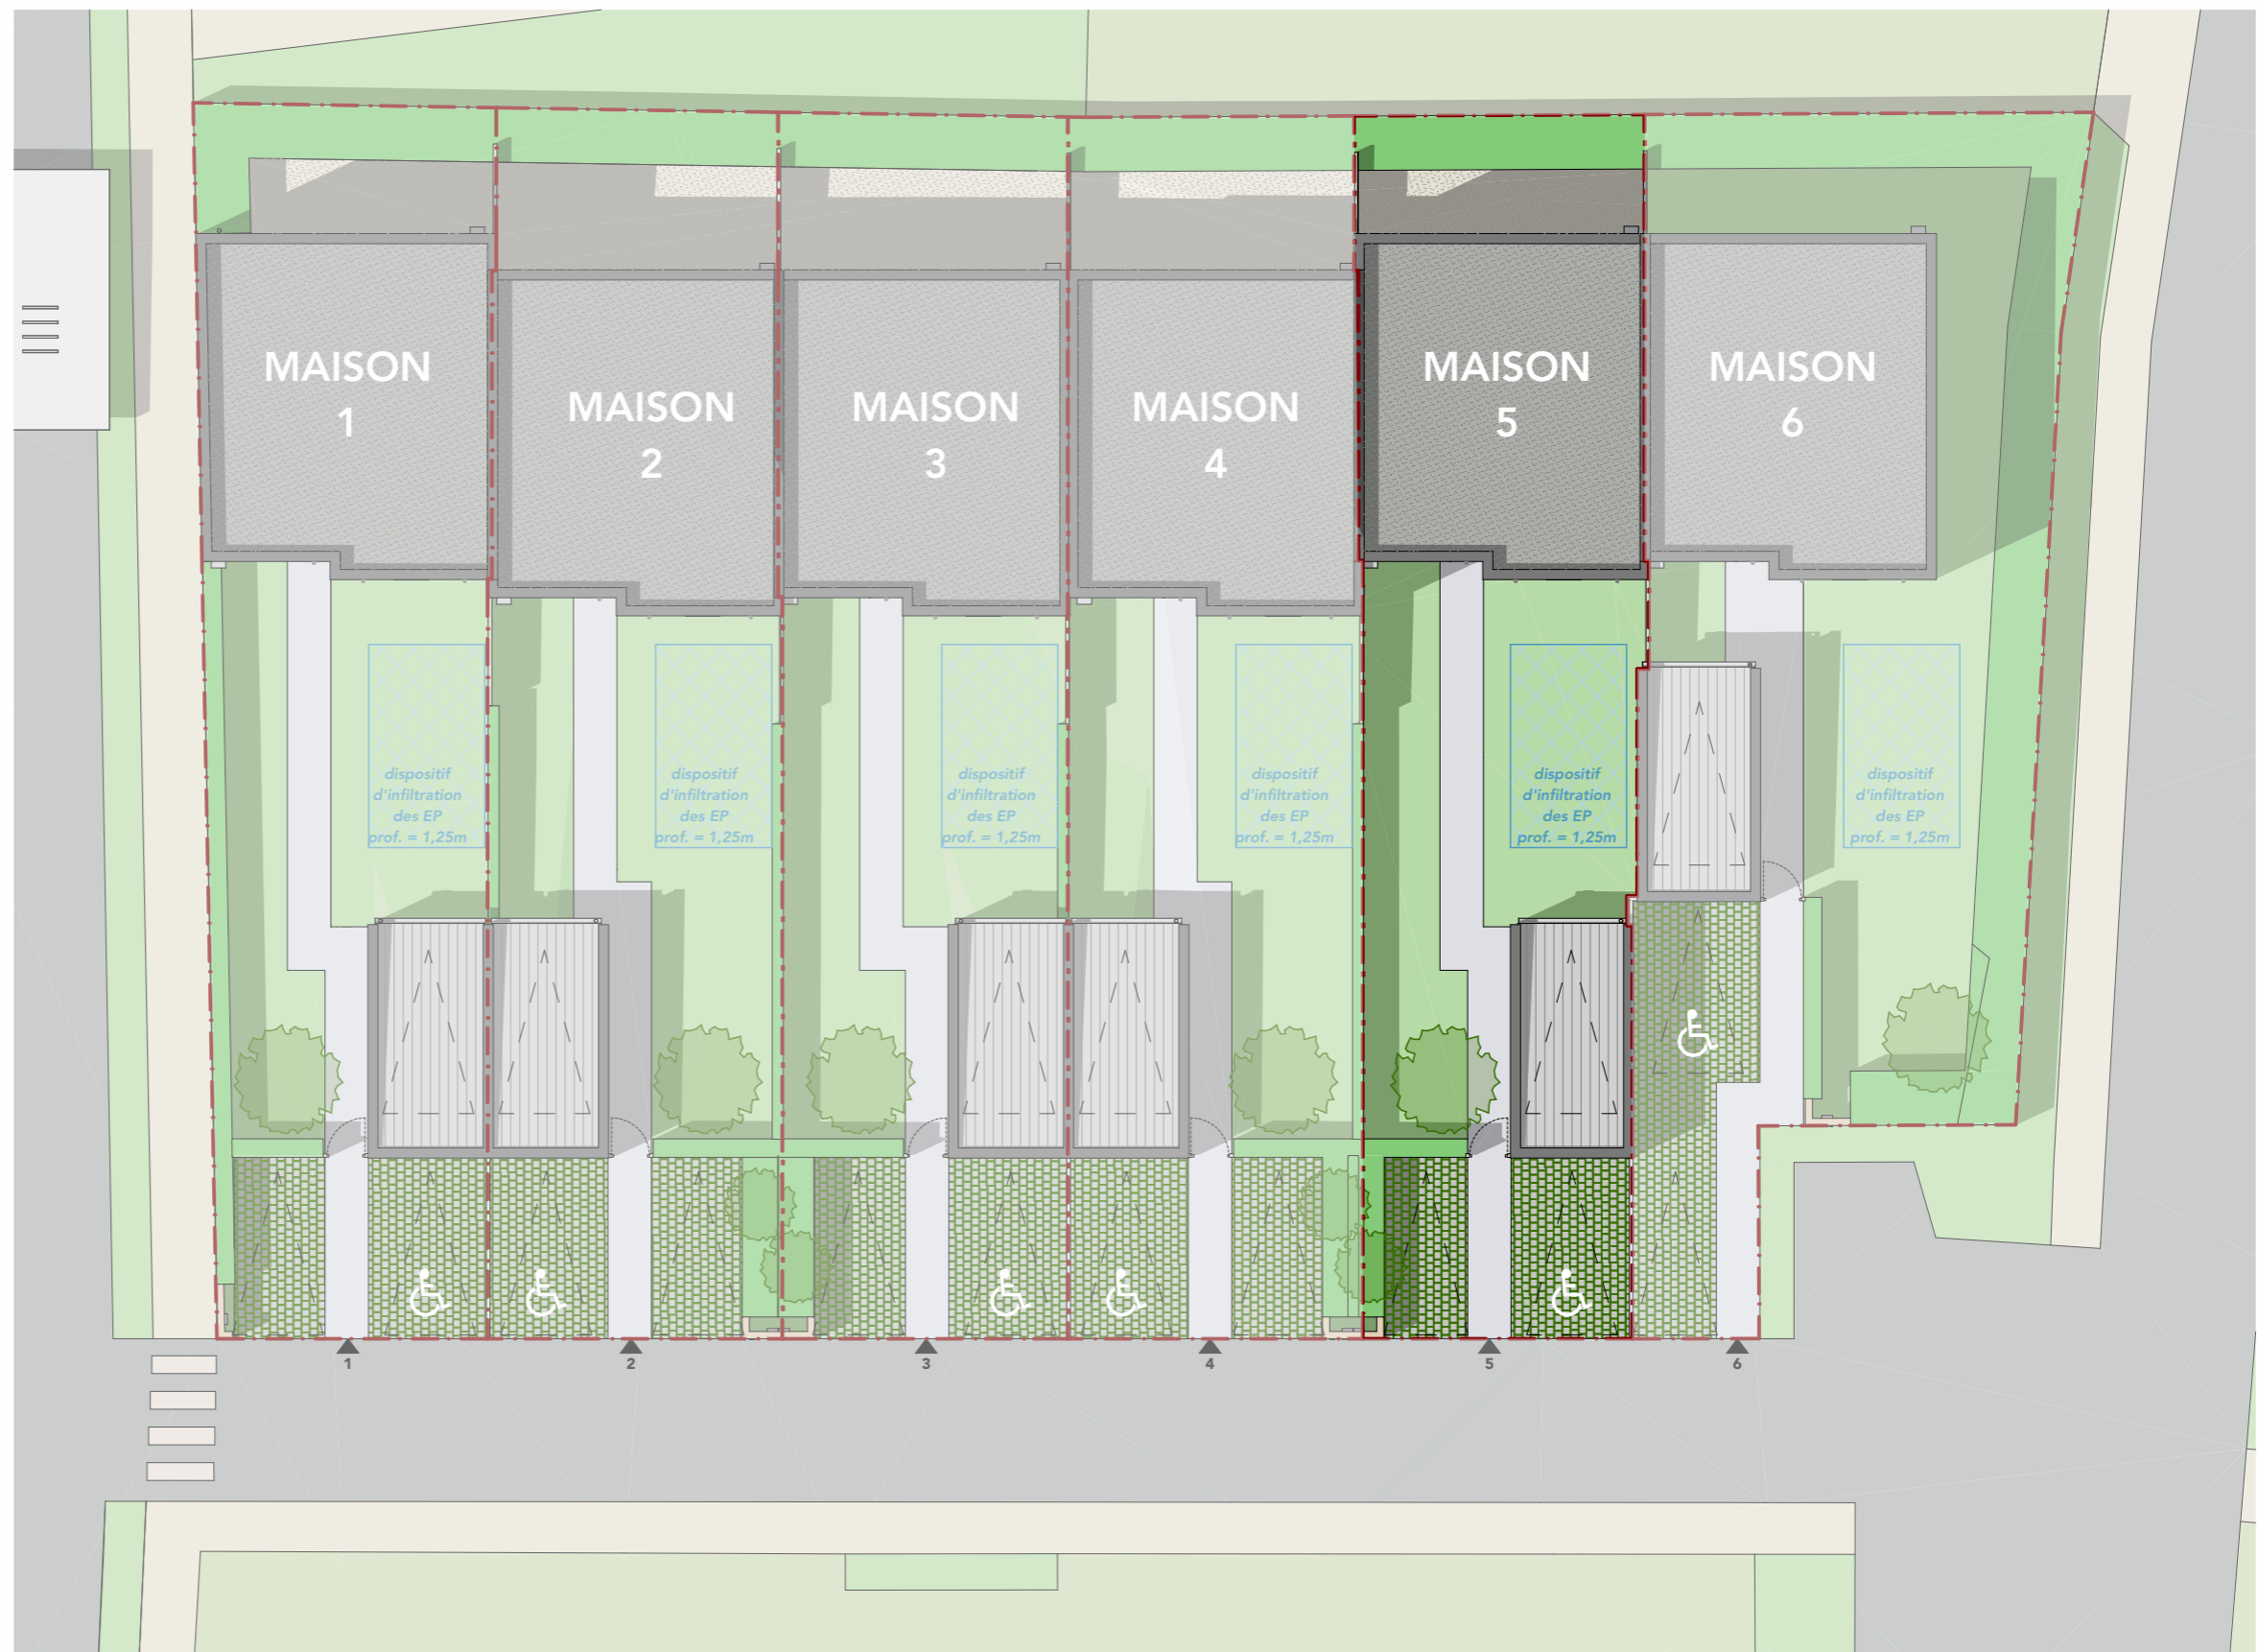 MAISON
1
MAISON
2
MAISON
3
MAISON
4
MAISON
5
MAISON
6
dispositif
d'infiltration
des EP
prof. = 1,25m
dispositif
d'infiltration
des EP
prof. = 1,25m
dispositif
d'infiltration
des EP
prof. = 1,25m
dispositif
d'infiltration
des EP
prof. = 1,25m
dispositif
d'infiltration
des EP
prof. = 1,25m
dispositif
d'infiltration
des EP
prof. = 1,25m
1
2
3
4
5
6